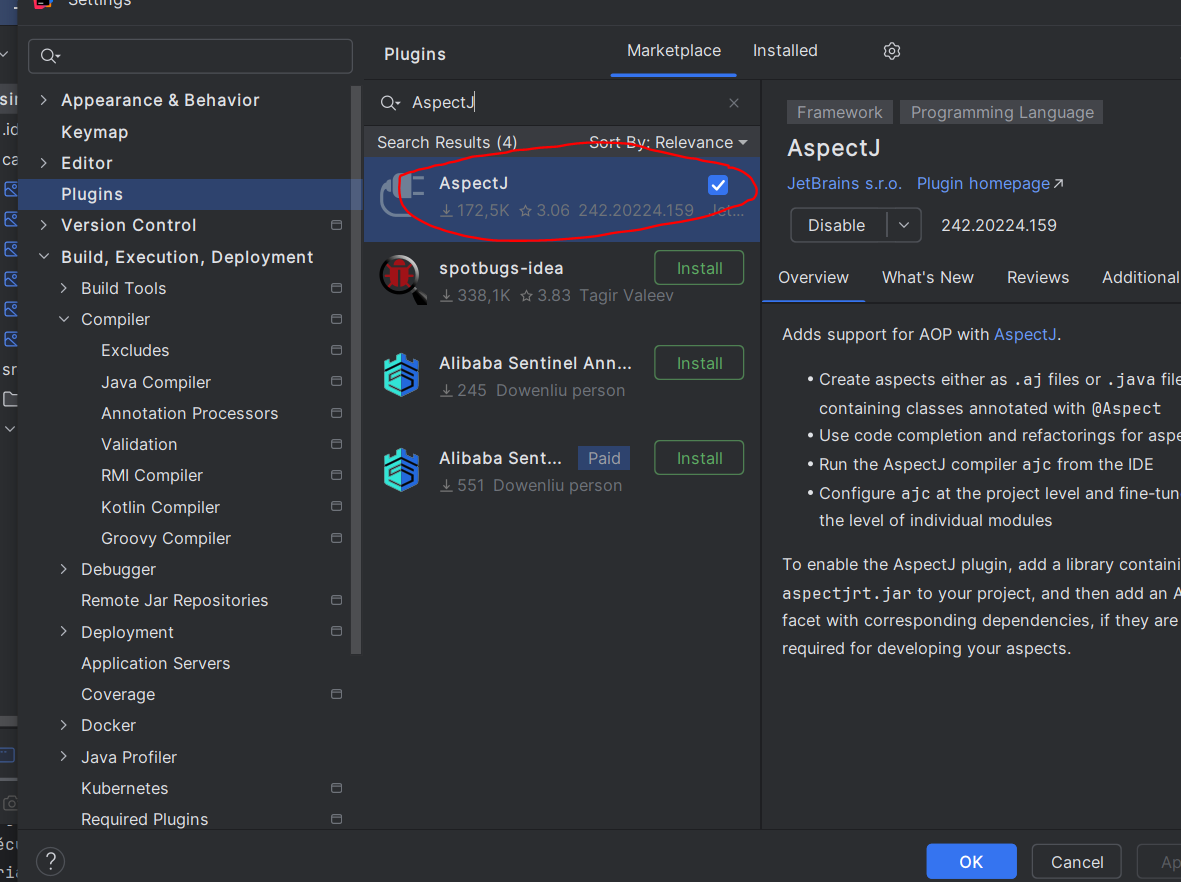 Settings
Plugins
Marketplace
Installed
Appearance & Behavior
Keymap
Editor
Plugins
Version Control
Build, Execution, Deployment
Build Tools
Compiler
Excludes
Java Compiler
Annotation Processors
Validation
RMI Compiler
Kotlin Compiler
Groovy Compiler
Debugger
Remote Jar Repositories
Deployment
Application Servers
Coverage
Docker
Java Profiler
Kubernetes
Required Plugins
AspectJ
Search Results (4)
Sort By: Relevance
AspectJ
172,5K 3.06 242.20224.159 Jet...
spotbugs-idea
Install
338,1K 3.83 Tagir Valeev
Alibaba Sentinel Ann...
Install
245 Dowenliu person
Alibaba Sent...
Paid
Install
551 Dowenliu person
Framework
Programming Language
AspectJ
JetBrains s.r.o. Plugin homepage
Disable
242.20224.159
Overview
What's New
Reviews
Additional
Adds support for AOP with AspectJ.
• Create aspects either as .aj files or .java file
containing classes annotated with @Aspect
• Use code completion and refactorings for aspe
• Run the AspectJ compiler ajc from the IDE
• Configure ajc at the project level and fine-tun
the level of individual modules
To enable the AspectJ plugin, add a library containi
aspectjrt.jar to your project, and then add an A
facet with corresponding dependencies, if they are
required for developing your aspects.
?
OK
Cancel
Ap